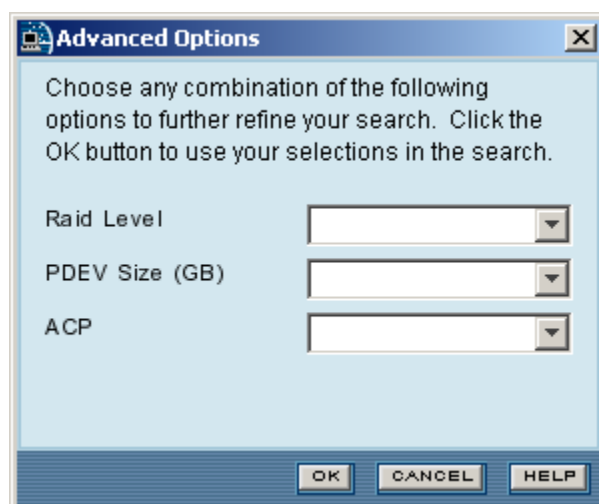 Advanced Options
Choose any combination of the following
options to further refine your search. Click the
OK button to use your selections in the search.
Raid Level
PDEV Size (GB)
ACP
OK CANCEL HELP